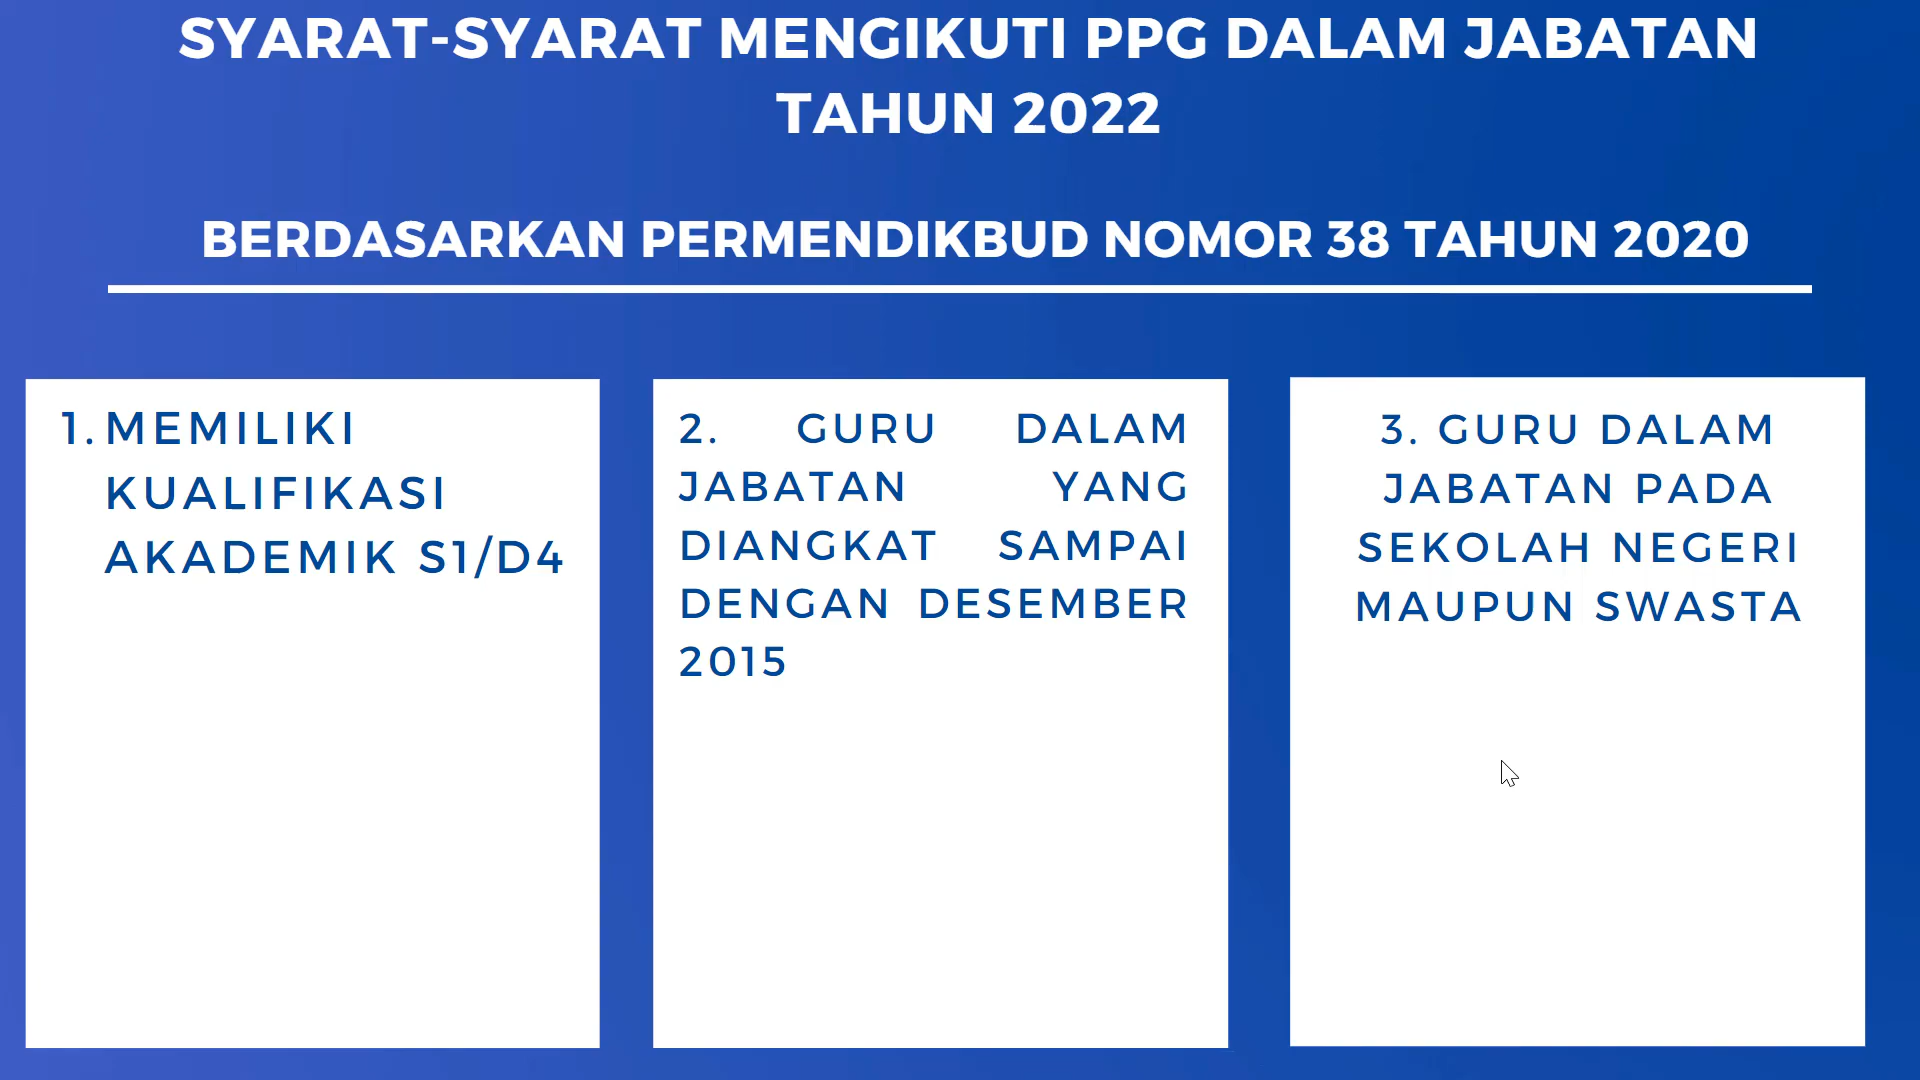 SYARAT-SYARAT MENGIKUTI PPG DALAM JABATAN
TAHUN 2022
BERDASARKAN PERMENDIKBUD NOMOR 38 TAHUN 2020
1. MEMILIKI
KUALIFIKASI
AKADEMIK S1/D4
2. GURU DALAM
JABATAN YANG
DIANGKAT SAMPAI
DENGAN DESEMBER
2015
3. GURU DALAM
JABATAN PADA
SEKOLAH NEGERI
MAUPUN SWASTA